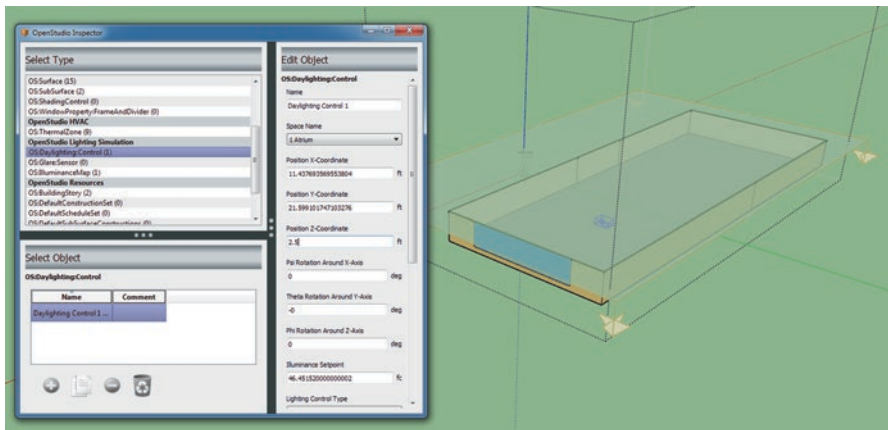 OpenStudio Inspector
Select Type
OS:Surface (15)
OS:SubSurface (2)
OS:ShadingControl (0)
OS:WindowProperty:FrameAndDivider (0)
OpenStudio HVAC
OS:ThermalZone (9)
OpenStudio Lighting Simulation
OS:Daylighting:Control (1)
OS:Glare:Sensor (0)
OS:IlluminanceMap (1)
OpenStudio Resources
OS:BuildingStory (2)
OS:DefaultConstructionSet (0)
OS:DefaultScheduleSet (0)
OS:DefaultSubSurfaceConstructions (0)
Select Object
OS:Daylighting:Control
Name Comment
Daylighting Control 1 ...
Edit Object
OS:Daylighting:Control
Name
Daylighting Control 1
Space Name
1 Atrium
Position X-Coordinate
11.437693569553804 ft
Position Y-Coordinate
21.599101747103276 ft
Position Z-Coordinate
2.5 ft
Psi Rotation Around X-Axis
0 deg
Theta Rotation Around Y-Axis
-0 deg
Phi Rotation Around Z-Axis
0 deg
Illuminance Setpoint
46.451520000000002 fc
Lighting Control Type